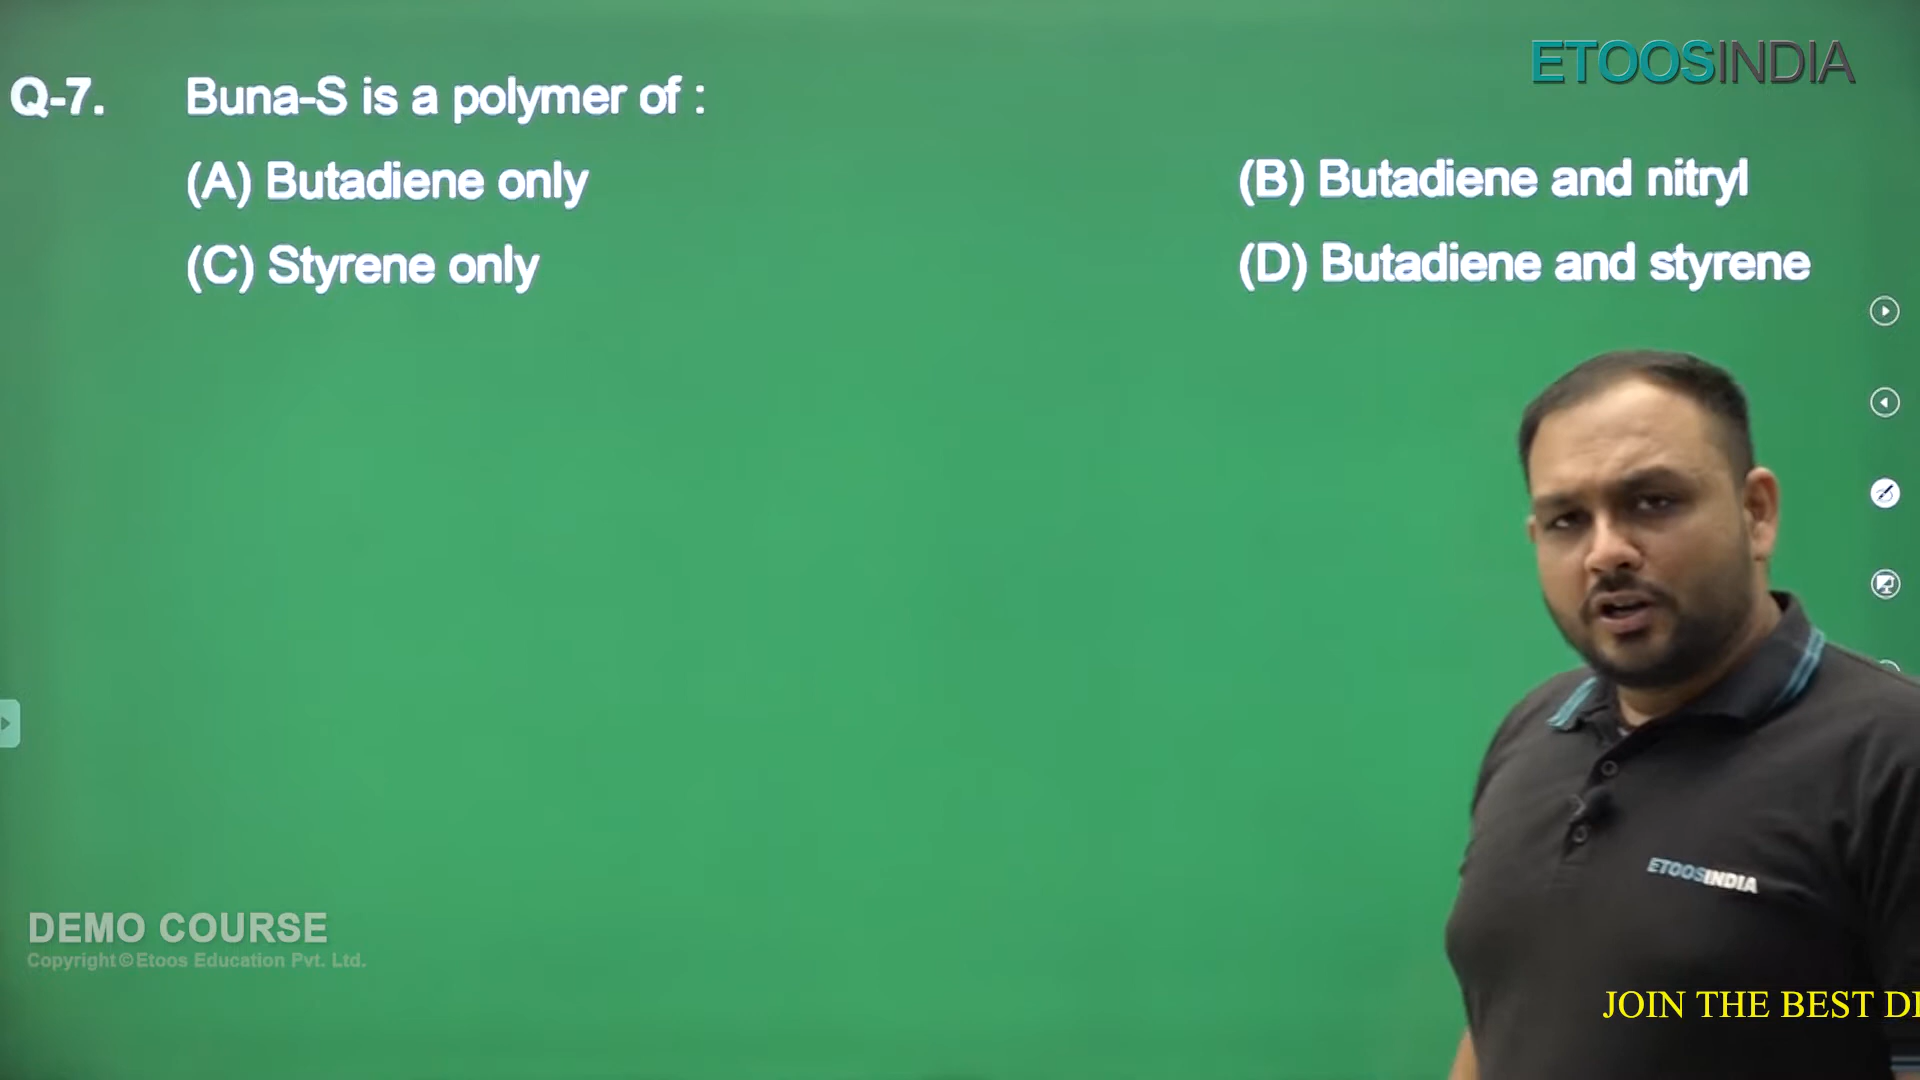 ETOOSINDIA
Q-7. Buna-S is a polymer of :
(A) Butadiene only (B) Butadiene and nitryl
(C) Styrene only (D) Butadiene and styrene
ETOOSINDIA
DEMO COURSE
Copyright © Etoos Education Pvt. Ltd.
JOIN THE BEST